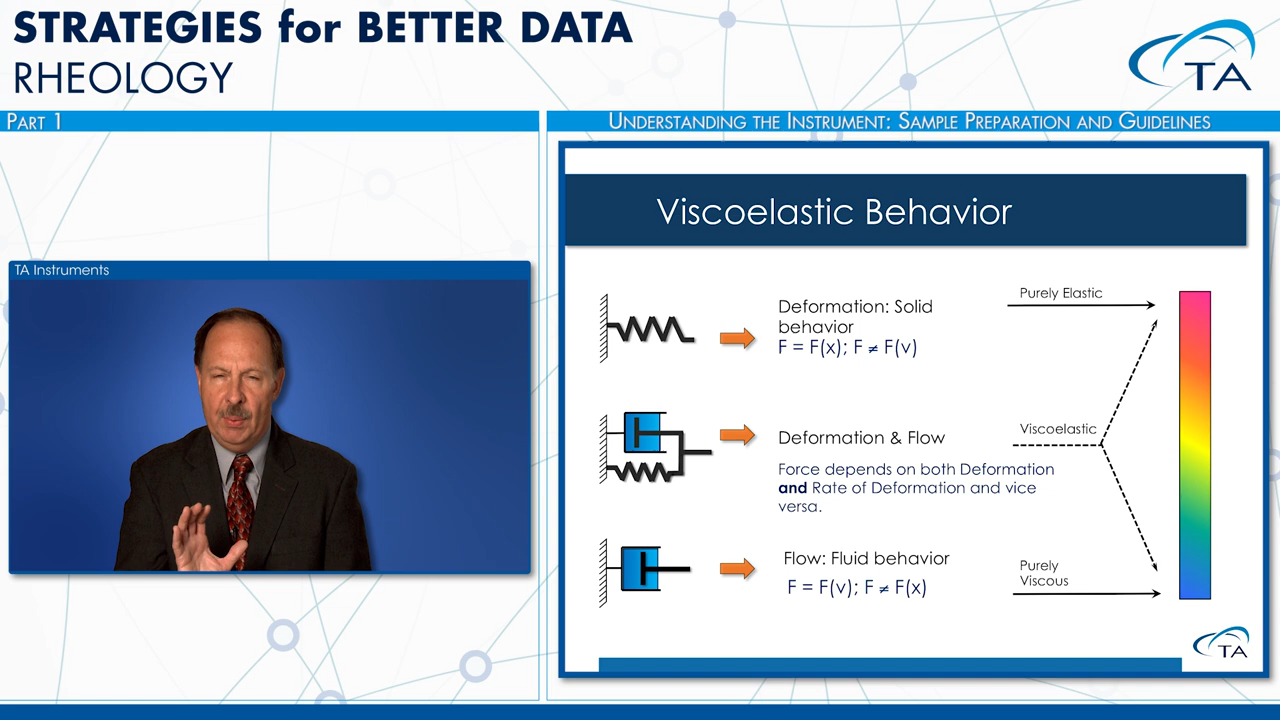 STRATEGIES for BETTER DATA
RHEOLOGY
TA
PART 1
UNDERSTANDING THE INSTRUMENT: SAMPLE PREPARATION AND GUIDELINES
TA Instruments
Viscoelastic Behavior
Deformation: Solid
behavior
F = F(x); F ≠ F(v)
Purely Elastic
Deformation & Flow
Force depends on both Deformation
and Rate of Deformation and vice
versa.
Viscoelastic
Flow: Fluid behavior
F = F(v); F ≠ F(x)
Purely
Viscous
TA